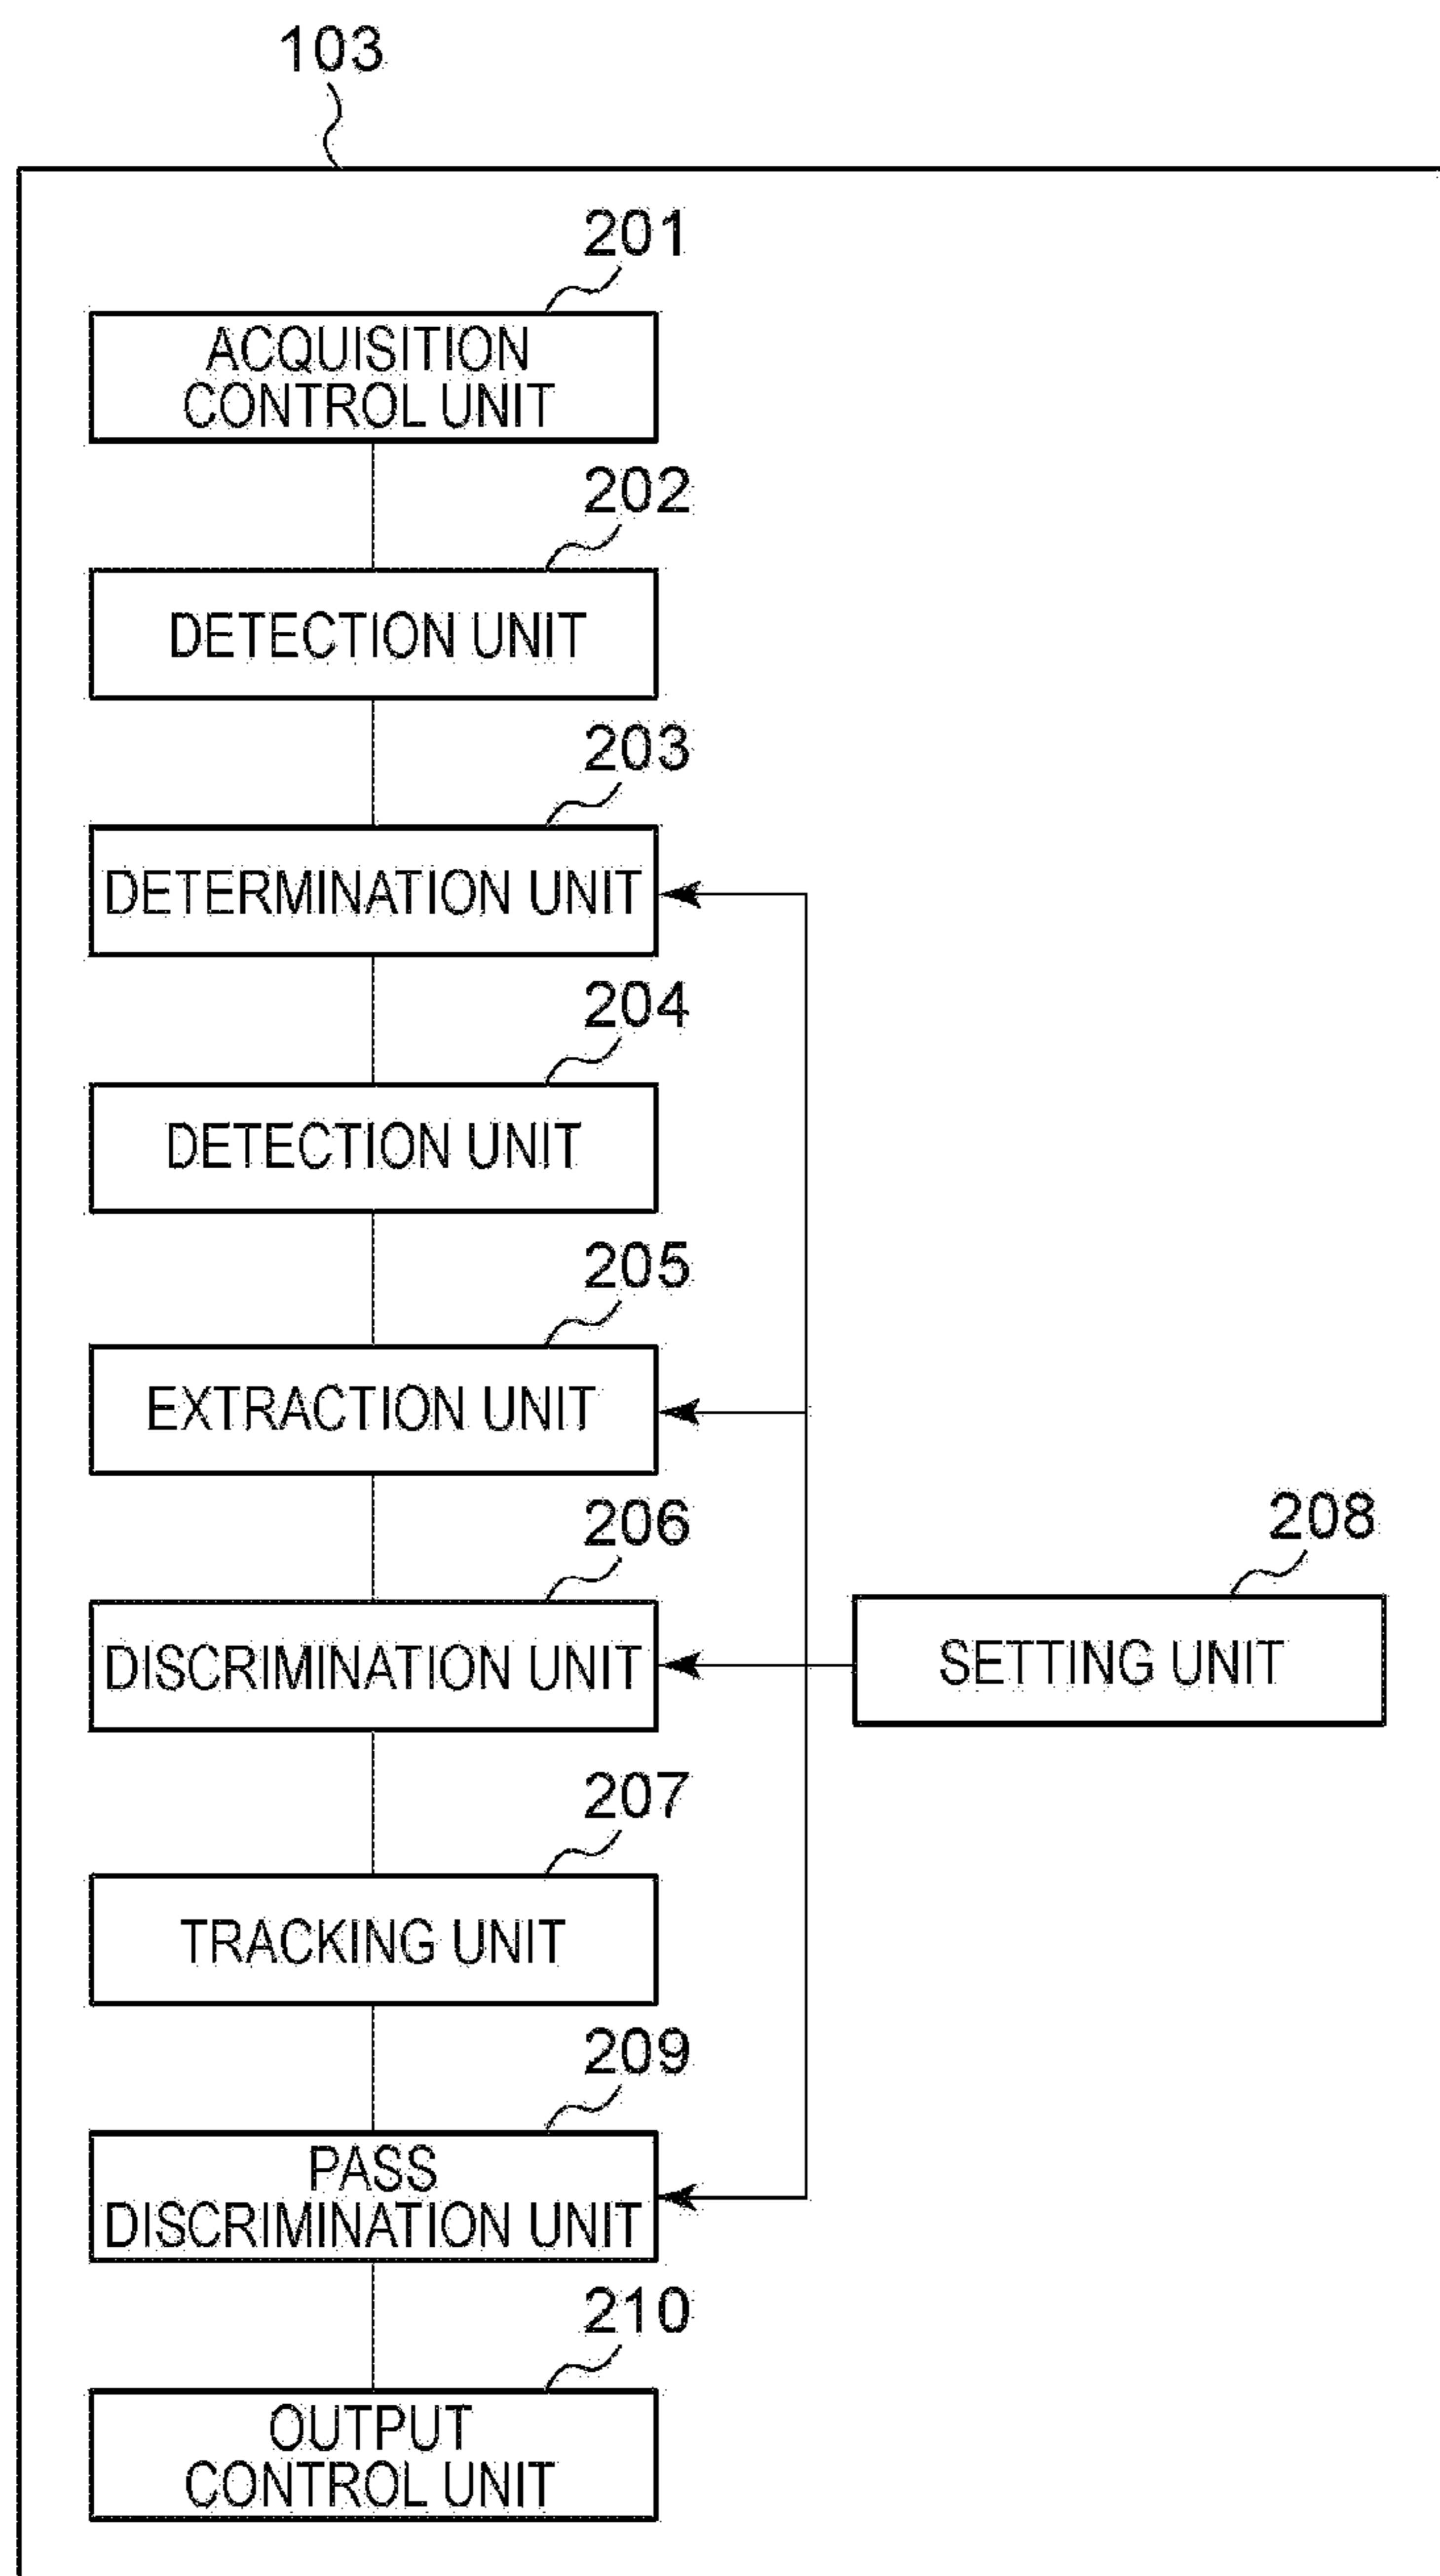 103
201
ACQUISITION
CONTROL UNIT
202
DETECTION UNIT
203
DETERMINATION UNIT
204
DETECTION UNIT
205
EXTRACTION UNIT
206
DISCRIMINATION UNIT
208
SETTING UNIT
207
TRACKING UNIT
209
PASS
DISCRIMINATION UNIT
210
OUTPUT
CONTROL UNIT